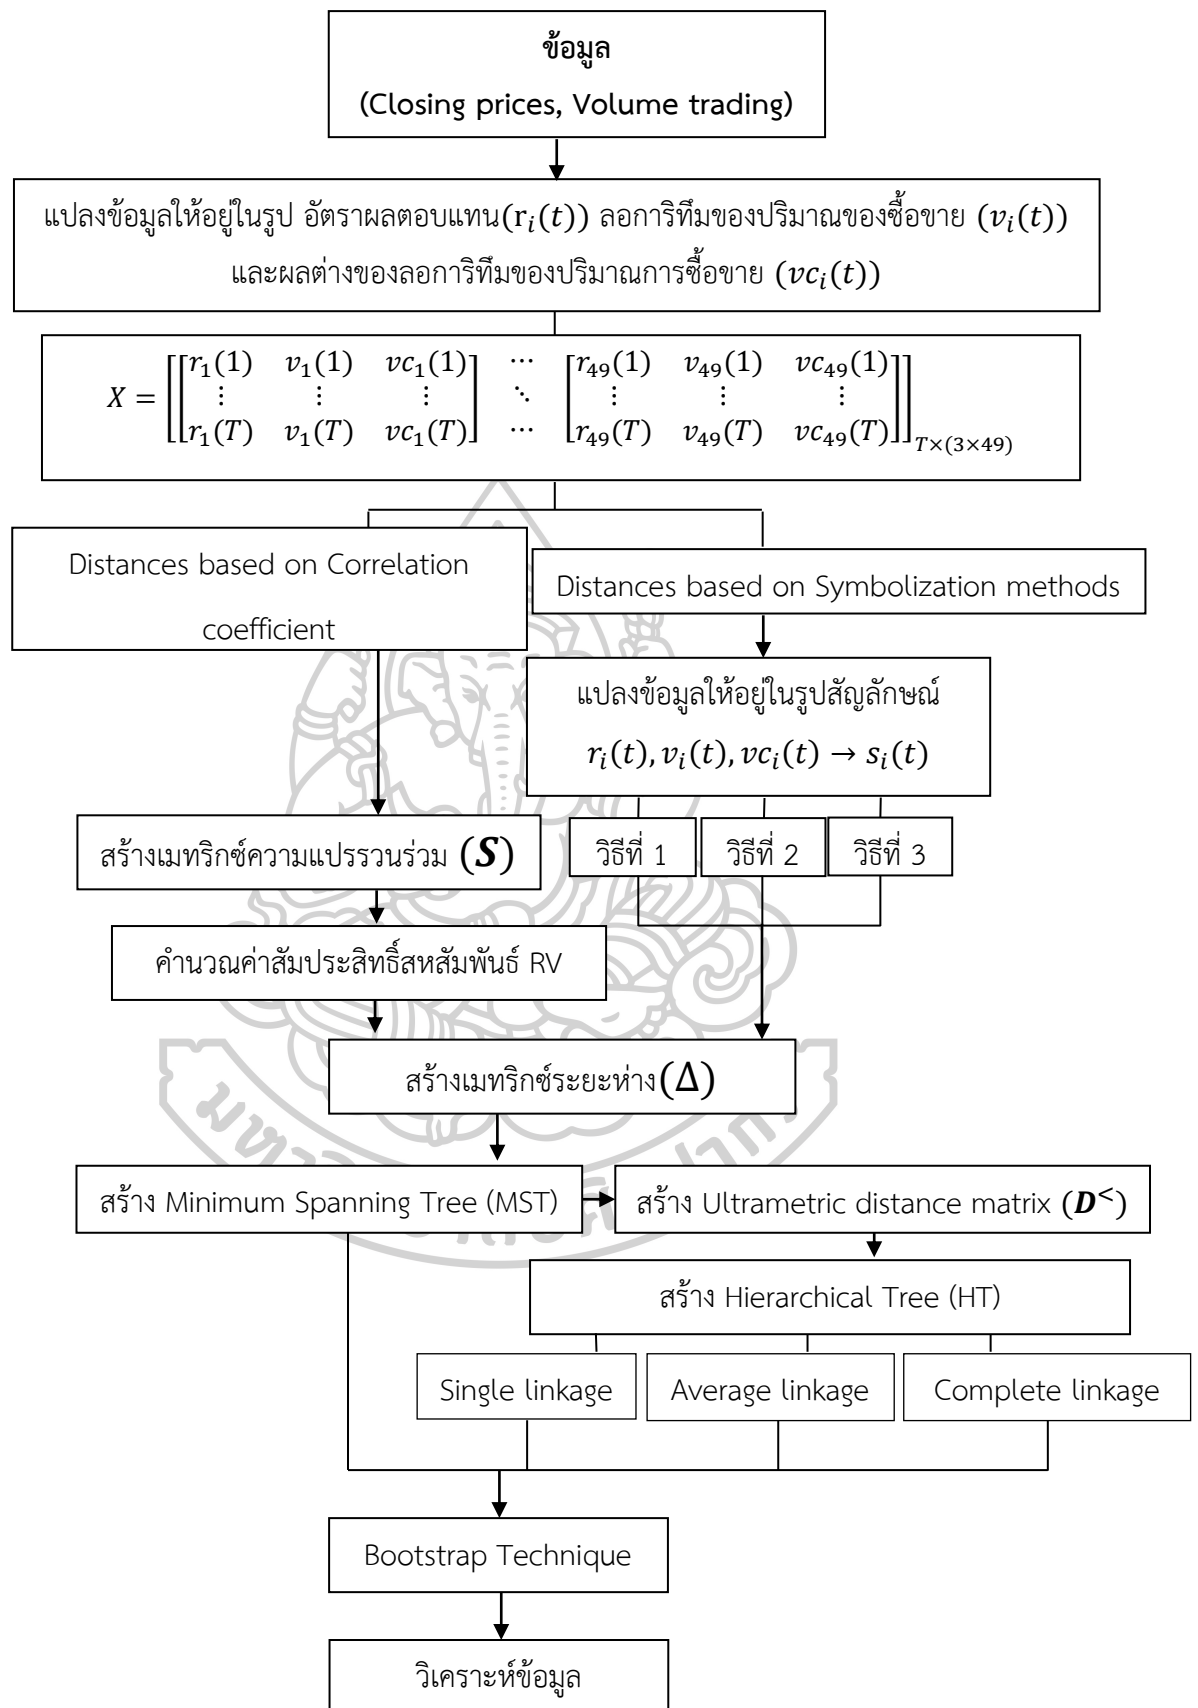 ข้อมูล
(Closing prices, Volume trading)
แปลงข้อมูลให้อยู่ในรูป อัตราผลตอบแทน(r_i(t)) ลอการิทึมของปริมาณของซื้อขาย (v_i(t))
และผลต่างของลอการิทึมของปริมาณการซื้อขาย (vc_i(t))
X = [[r_1(1) v_1(1) vc_1(1)] ⋯ [r_49(1) v_49(1) vc_49(1)]]
⋮ ⋮ ⋮ ⋱ ⋮ ⋮ ⋮
r_1(T) v_1(T) vc_1(T) ⋯ r_49(T) v_49(T) vc_49(T) T×(3×49)
Distances based on Correlation
coefficient
Distances based on Symbolization methods
แปลงข้อมูลให้อยู่ในรูปสัญลักษณ์
r_i(t), v_i(t), vc_i(t) → s_i(t)
สร้างเมทริกซ์ความแปรรวนร่วม (S)
วิธีที่ 1
วิธีที่ 2
วิธีที่ 3
คำนวณค่าสัมประสิทธิ์สหสัมพันธ์ RV
สร้างเมทริกซ์ระยะห่าง(Δ)
สร้าง Minimum Spanning Tree (MST)
สร้าง Ultrametric distance matrix (D^<)
สร้าง Hierarchical Tree (HT)
Single linkage
Average linkage
Complete linkage
Bootstrap Technique
วิเคราะห์ข้อมูล